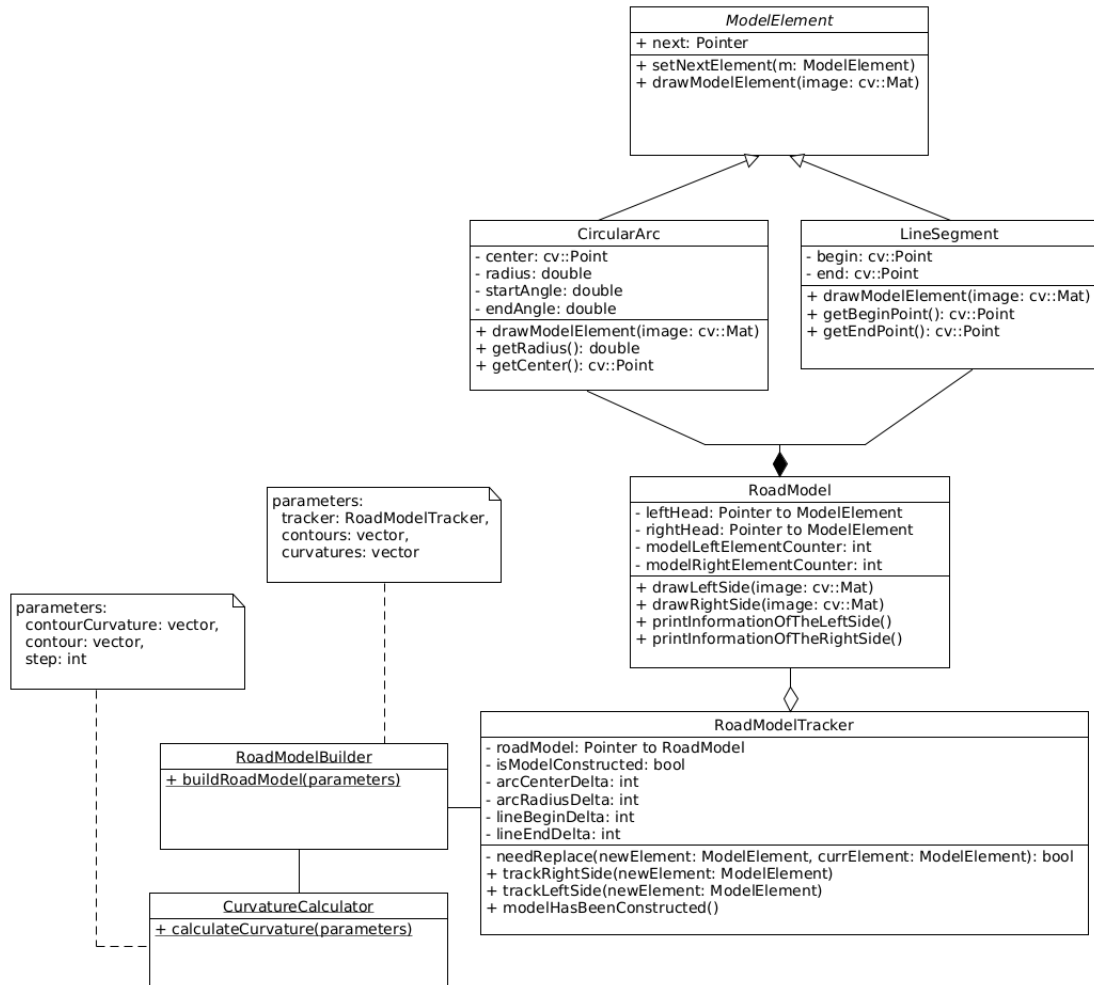 ModelElement
+ next: Pointer
+ setNextElement(m: ModelElement)
+ drawModelElement(image: cv::Mat)
CircularArc
- center: cv::Point
- radius: double
- startAngle: double
- endAngle: double
+ drawModelElement(image: cv::Mat)
+ getRadius(): double
+ getCenter(): cv::Point
LineSegment
- begin: cv::Point
- end: cv::Point
+ drawModelElement(image: cv::Mat)
+ getBeginPoint(): cv::Point
+ getEndPoint(): cv::Point
RoadModel
- leftHead: Pointer to ModelElement
- rightHead: Pointer to ModelElement
- modelLeftElementCounter: int
- modelRightElementCounter: int
+ drawLeftSide(image: cv::Mat)
+ drawRightSide(image: cv::Mat)
+ printInformationOfTheLeftSide()
+ printInformationOfTheRightSide()
parameters:
tracker: RoadModelTracker,
contours: vector,
curvatures: vector
parameters:
contourCurvature: vector,
contour: vector,
step: int
RoadModelTracker
- roadModel: Pointer to RoadModel
- isModelConstructed: bool
- arcCenterDelta: int
- arcRadiusDelta: int
- lineBeginDelta: int
- lineEndDelta: int
- needReplace(newElement: ModelElement, currElement: ModelElement): bool
+ trackRightSide(newElement: ModelElement)
+ trackLeftSide(newElement: ModelElement)
+ modelHasBeenConstructed()
RoadModelBuilder
+ buildRoadModel(parameters)
CurvatureCalculator
+ calculateCurvature(parameters)